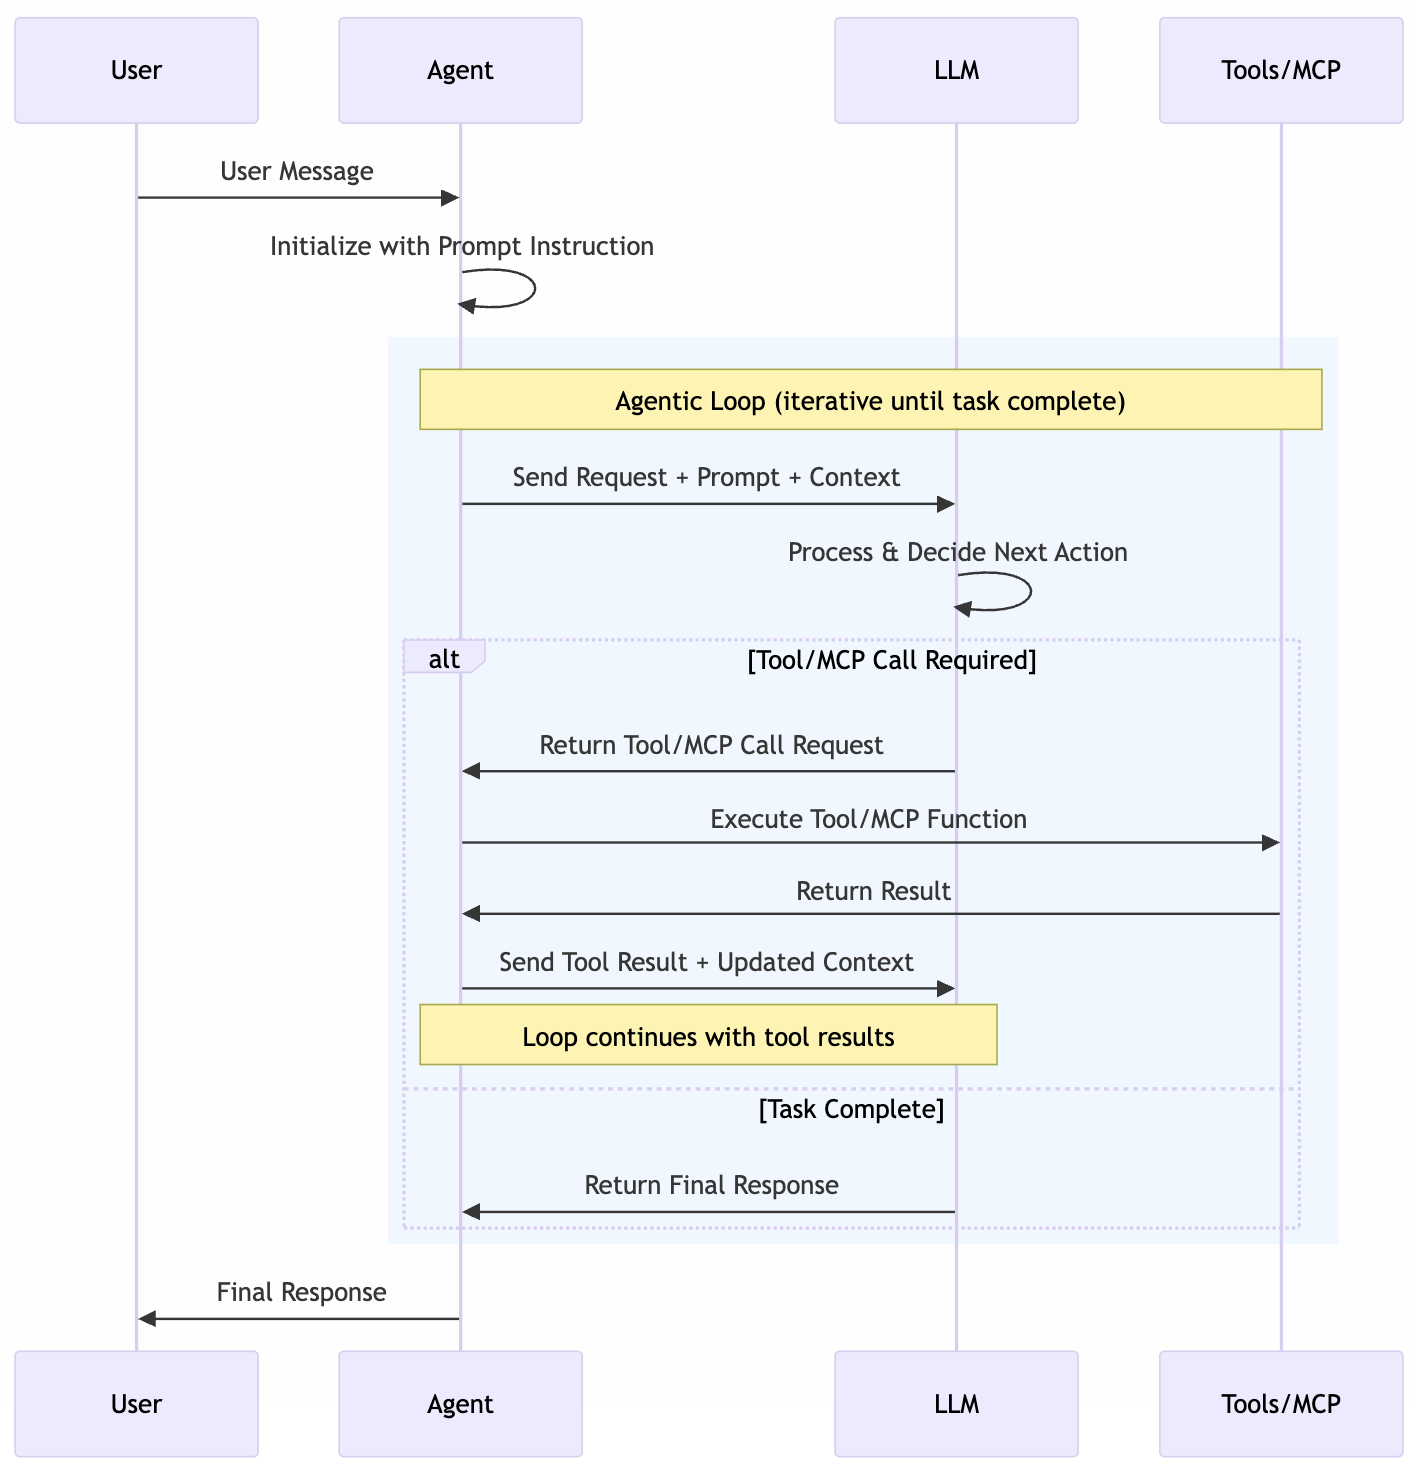 User
Agent
LLM
Tools/MCP
User Message
Initialize with Prompt Instruction
Agentic Loop (iterative until task complete)
Send Request + Prompt + Context
Process & Decide Next Action
alt
[Tool/MCP Call Required]
Return Tool/MCP Call Request
Execute Tool/MCP Function
Return Result
Send Tool Result + Updated Context
Loop continues with tool results
[Task Complete]
Return Final Response
Final Response
User
Agent
LLM
Tools/MCP